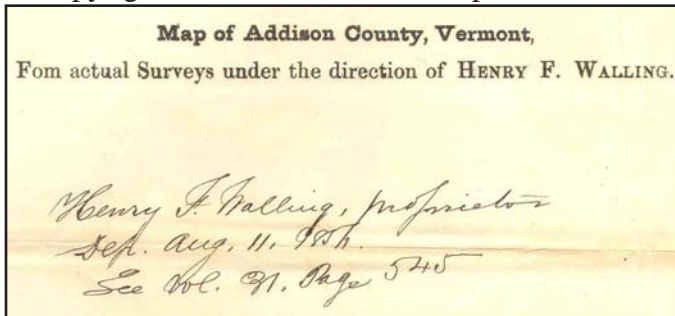 Map of Addison County, Vermont,
Fom actual Surveys under the direction of HENRY F. WALLING.
Henry F. Walling, proprietor
Dep. Aug. 11,
See Vol. 31. Page 545